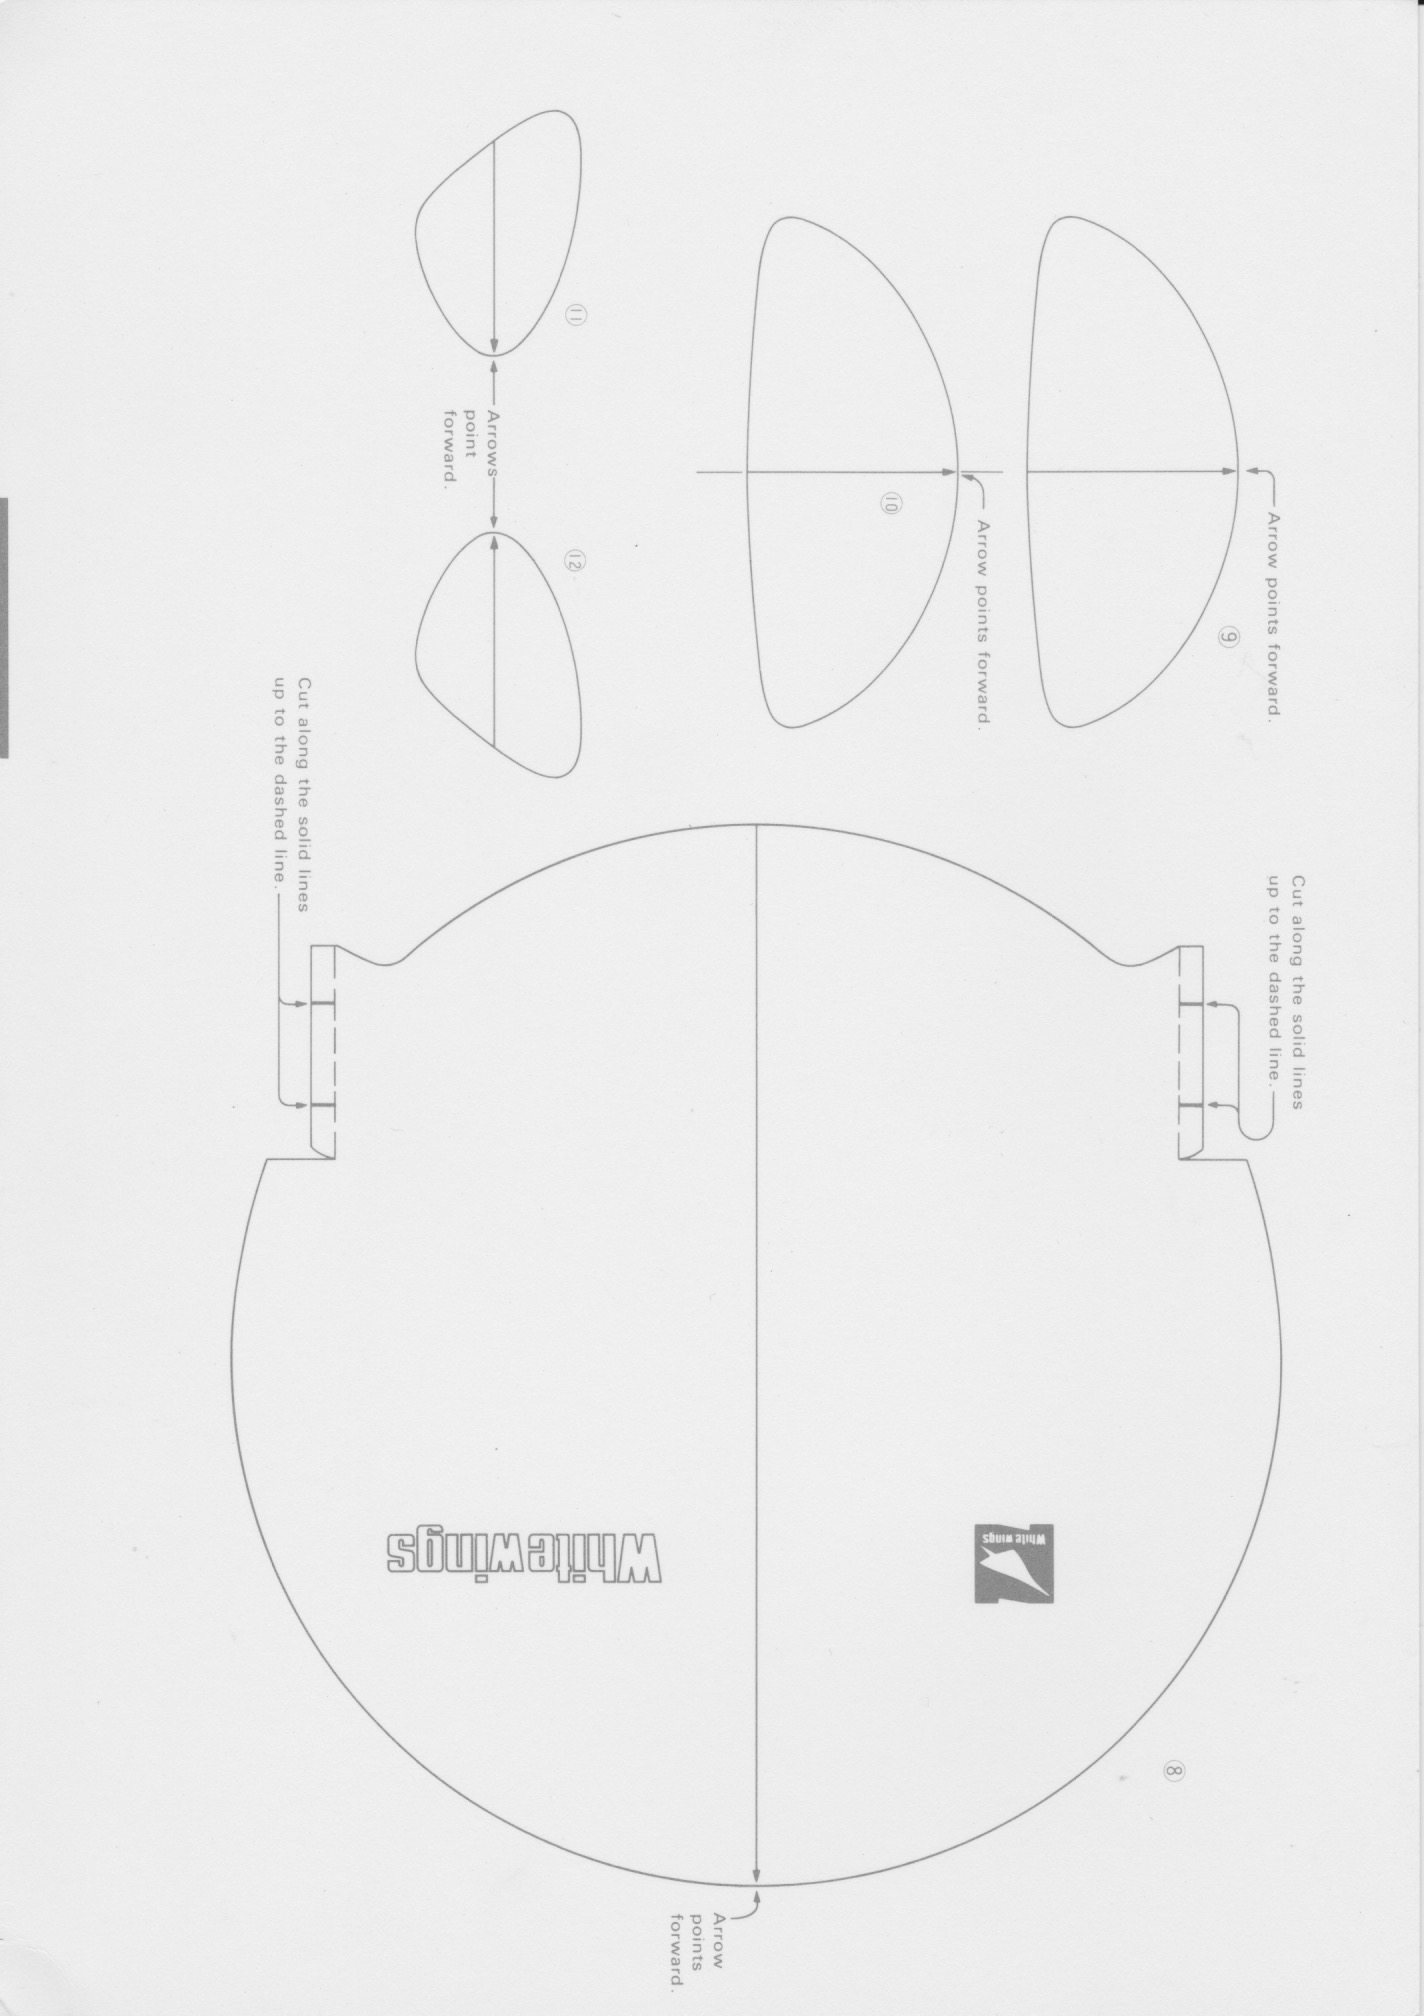 Arrow points forward.
⑨
Arrow points forward.
⑩
⑪
Arrows
point
forward.
⑫
Cut along the solid lines
up to the dashed line.
Cut along the solid lines
up to the dashed line.
White wings
Whitewings
⑧
Arrow
points
forward.